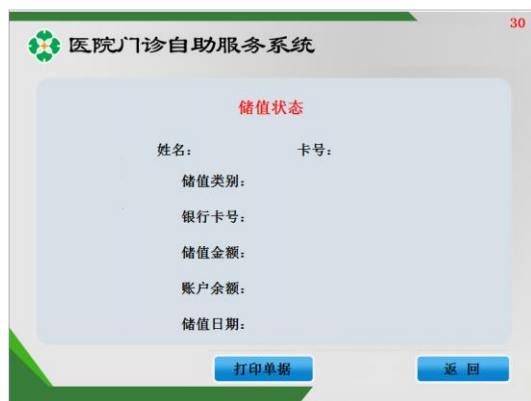 30
医院门诊自助服务系统
储值状态
姓名： 卡号：
储值类别：
银行卡号：
储值金额：
账户余额：
储值日期：
打印单据 返 回